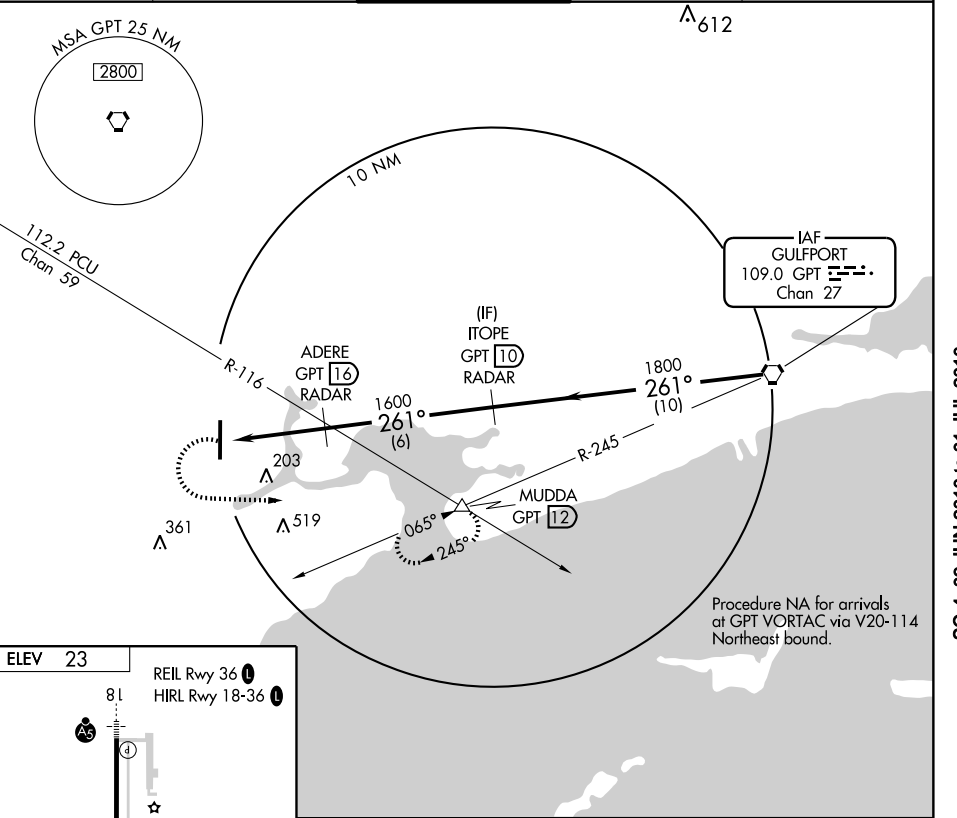 612
MSA GPT 25 NM
2800
10 NM
112.2 PCU
Chan 59
R-116
IAF
GULFPORT
109.0 GPT
Chan 27
(IF)
ITOPE
GPT 10
RADAR
ADERE
GPT 16
RADAR
1800
261°
(10)
1600
261°
(6)
R-245
203
519
361
MUDDA
GPT 12
065°
245°
Procedure NA for arrivals
at GPT VORTAC via V20-114
Northeast bound.
ELEV 23
REIL Rwy 36 L
HIRL Rwy 18-36 L
18
A5
P